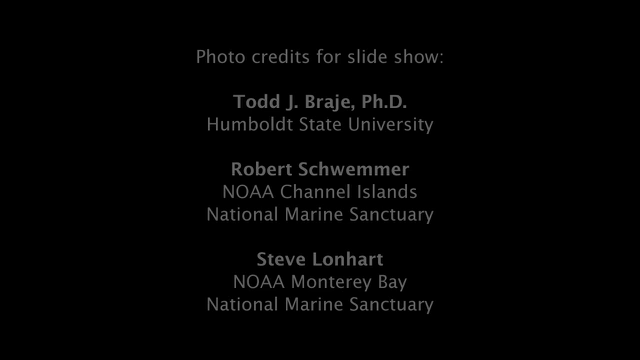 Photo credits for slide show:
Todd J. Braje, Ph.D.
Humboldt State University
Robert Schwemmer
NOAA Channel Islands
National Marine Sanctuary
Steve Lonhart
NOAA Monterey Bay
National Marine Sanctuary